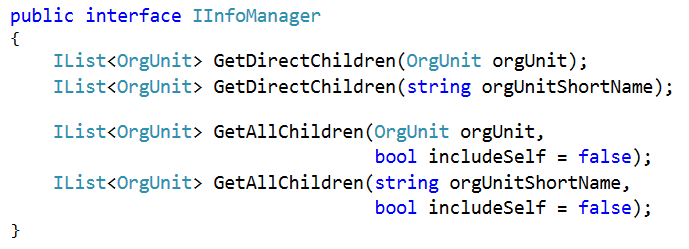 public interface IInfoManager
{
    IList<OrgUnit> GetDirectChildren(OrgUnit orgUnit);
    IList<OrgUnit> GetDirectChildren(string orgUnitShortName);

    IList<OrgUnit> GetAllChildren(OrgUnit orgUnit,
                                  bool includeSelf = false);
    IList<OrgUnit> GetAllChildren(string orgUnitShortName,
                                  bool includeSelf = false);
}